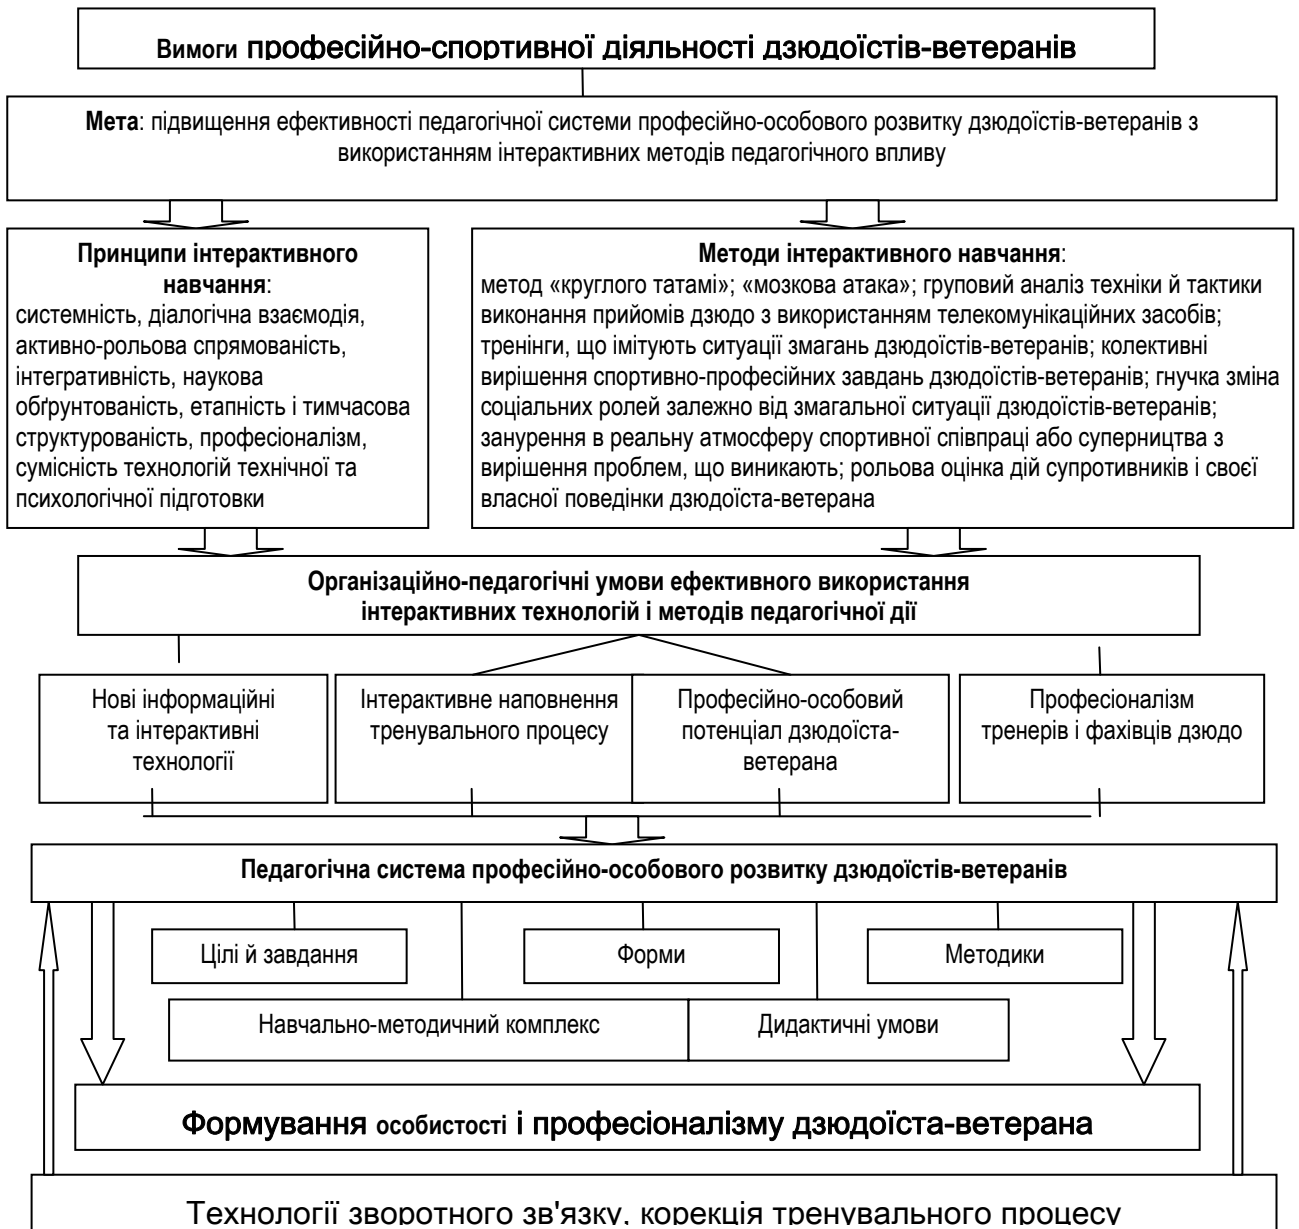 Вимоги професійно-спортивної діяльності дзюдоїстів-ветеранів
Мета: підвищення ефективності педагогічної системи професійно-особового розвитку дзюдоїстів-ветеранів з
використанням інтерактивних методів педагогічного впливу
Принципи інтерактивного
навчання:
системність, діалогічна взаємодія,
активно-рольова спрямованість,
інтегративність, наукова
обґрунтованість, етапність і тимчасова
структурованість, професіоналізм,
сумісність технологій технічної та
психологічної підготовки
Методи інтерактивного навчання:
метод «круглого татамі»; «мозкова атака»; груповий аналіз техніки й тактики
виконання прийомів дзюдо з використанням телекомунікаційних засобів;
тренінги, що імітують ситуації змагань дзюдоїстів-ветеранів; колективні
вирішення спортивно-професійних завдань дзюдоїстів-ветеранів; гнучка зміна
соціальних ролей залежно від змагальної ситуації дзюдоїстів-ветеранів;
занурення в реальну атмосферу спортивної співпраці або суперництва з
вирішення проблем, що виникають; рольова оцінка дій супротивників і своєї
власної поведінки дзюдоїста-ветерана
Організаційно-педагогічні умови ефективного використання
інтерактивних технологій і методів педагогічної дії
Нові інформаційні
та інтерактивні
технології
Інтерактивне наповнення
тренувального процесу
Професійно-особовий
потенціал дзюдоїста-
ветерана
Професіоналізм
тренерів і фахівців дзюдо
Педагогічна система професійно-особового розвитку дзюдоїстів-ветеранів
Цілі й завдання
Форми
Методики
Навчально-методичний комплекс
Дидактичні умови
Формування особистості і професіоналізму дзюдоїста-ветерана
Технології зворотного зв'язку, корекція тренувального процесу